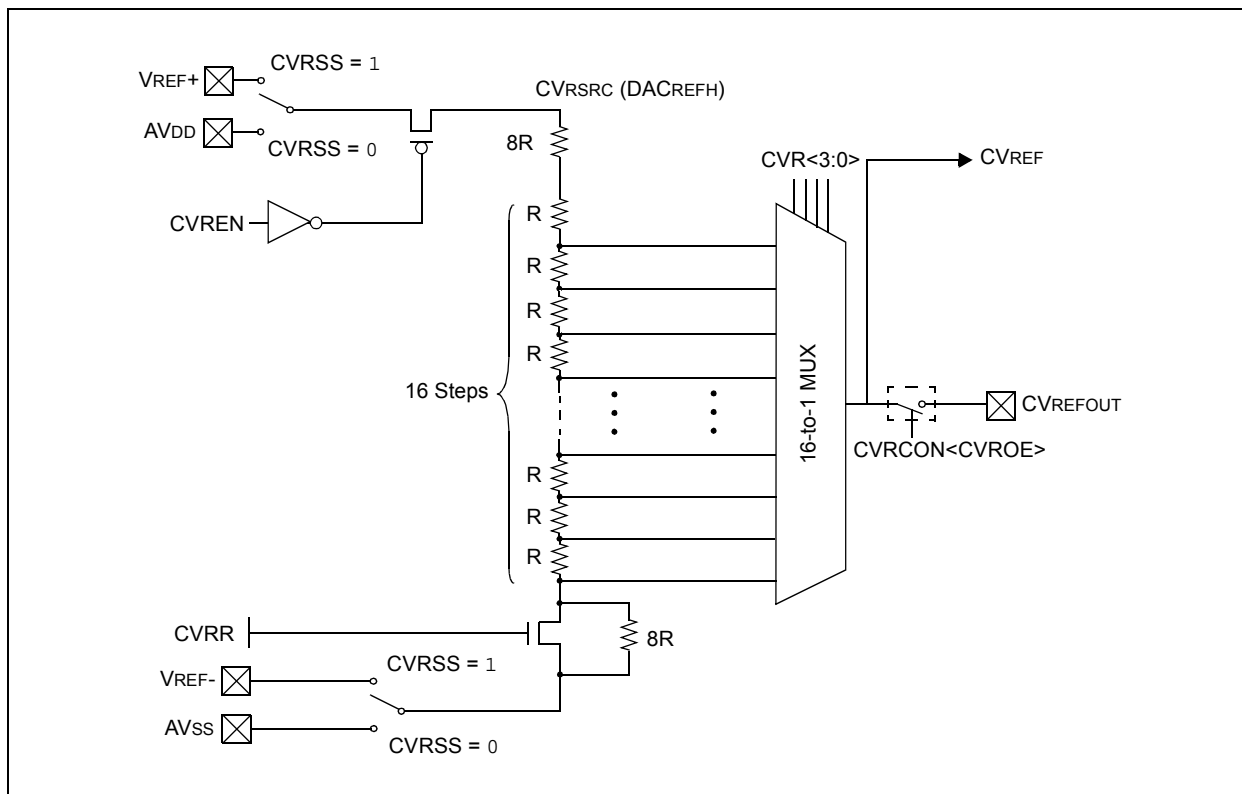 CVRSS = 1
VREF+
CVRSRC (DACREFH)
AVDD
8R
CVRSS = 0
CVR<3:0>
CVREF
CVREN
R
R
R
R
16 Steps
16-to-1 MUX
CVREFOUT
CVRCON<CVROE>
R
R
R
CVRR
8R
CVRSS = 1
VREF-
AVSS
CVRSS = 0